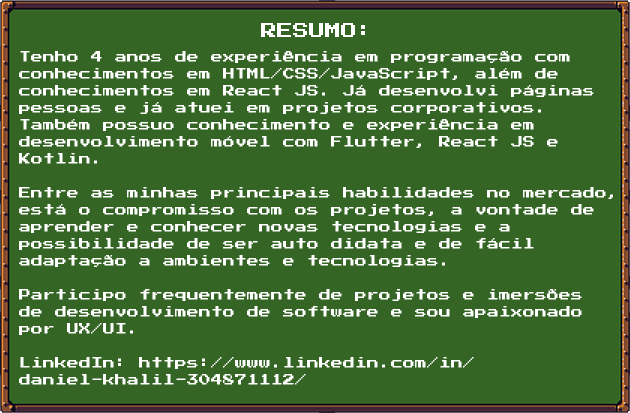 RESUMO:
Tenho 4 anos de experiência em programação com
conhecimentos em HTML/CSS/JavaScript, além de
conhecimentos em React JS. Já desenvolvi páginas
pessoas e já atuei em projetos corporativos.
Também possuo conhecimento e experiência em
desenvolvimento móvel com Flutter, React JS e
Kotlin.
Entre as minhas principais habilidades no mercado,
está o compromisso com os projetos, a vontade de
aprender e conhecer novas tecnologias e a
possibilidade de ser auto didata e de fácil
adaptação a ambientes e tecnologias.
Participo frequentemente de projetos e imersões
de desenvolvimento de software e sou apaixonado
por UX/UI.
LinkedIn: https://www.linkedin.com/in/
daniel-khalil-304871112/